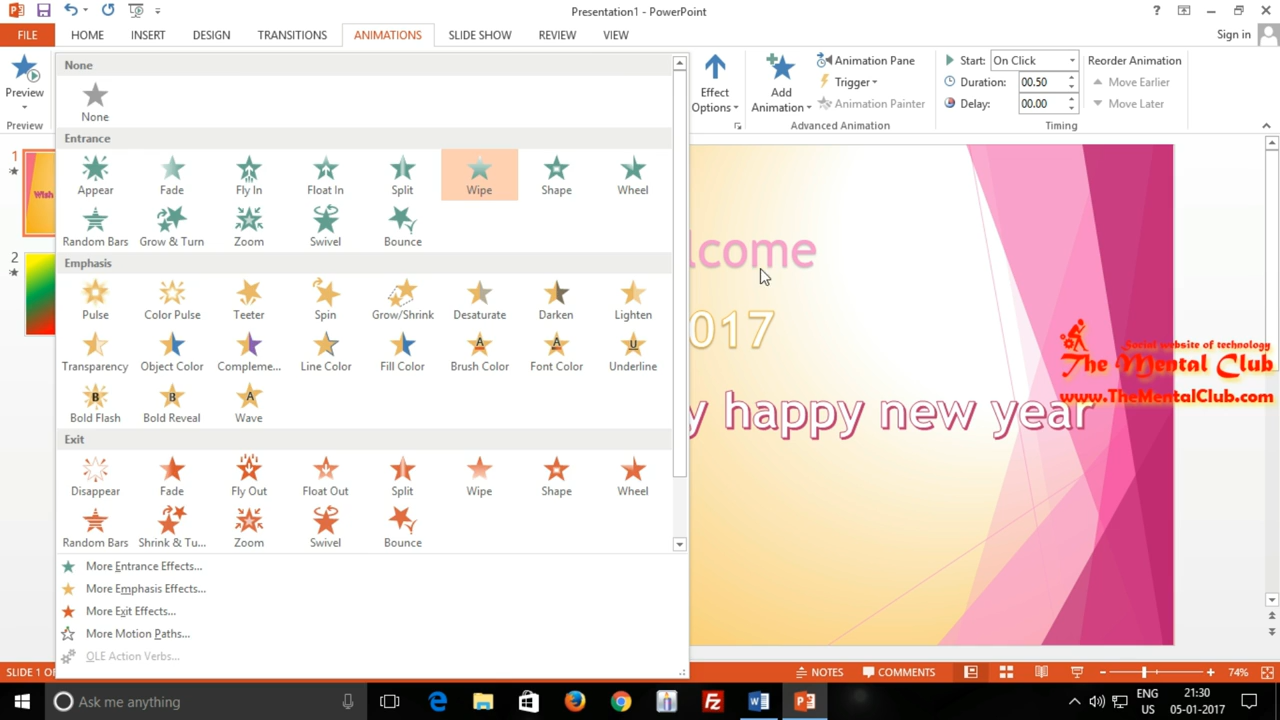 Presentation1 - PowerPoint
Sign in
FILE HOME INSERT DESIGN TRANSITIONS ANIMATIONS SLIDE SHOW REVIEW VIEW
Preview
Preview
Effect Options
Add Animation
Animation Pane
Trigger
Animation Painter
Advanced Animation
Start: On Click
Duration: 00.50
Delay: 00.00
Reorder Animation
Move Earlier
Move Later
Timing
None
None
Entrance
Appear Fade Fly In Float In Split Wipe Shape Wheel
Random Bars Grow & Turn Zoom Swivel Bounce
Emphasis
Pulse Color Pulse Teeter Spin Grow/Shrink Desaturate Darken Lighten
Transparency Object Color Compleme... Line Color Fill Color Brush Color Font Color Underline
Bold Flash Bold Reveal Wave
Exit
Disappear Fade Fly Out Float Out Split Wipe Shape Wheel
Random Bars Shrink & Tu... Zoom Swivel Bounce
More Entrance Effects...
More Emphasis Effects...
More Exit Effects...
More Motion Paths...
OLE Action Verbs...
1
Wish
2
lcome
017
y happy new year
Social website of technology
The Mental Club
www.TheMentalClub.com
SLIDE 1 OF
NOTES COMMENTS 74%
Ask me anything
ENG
US
21:30
05-01-2017